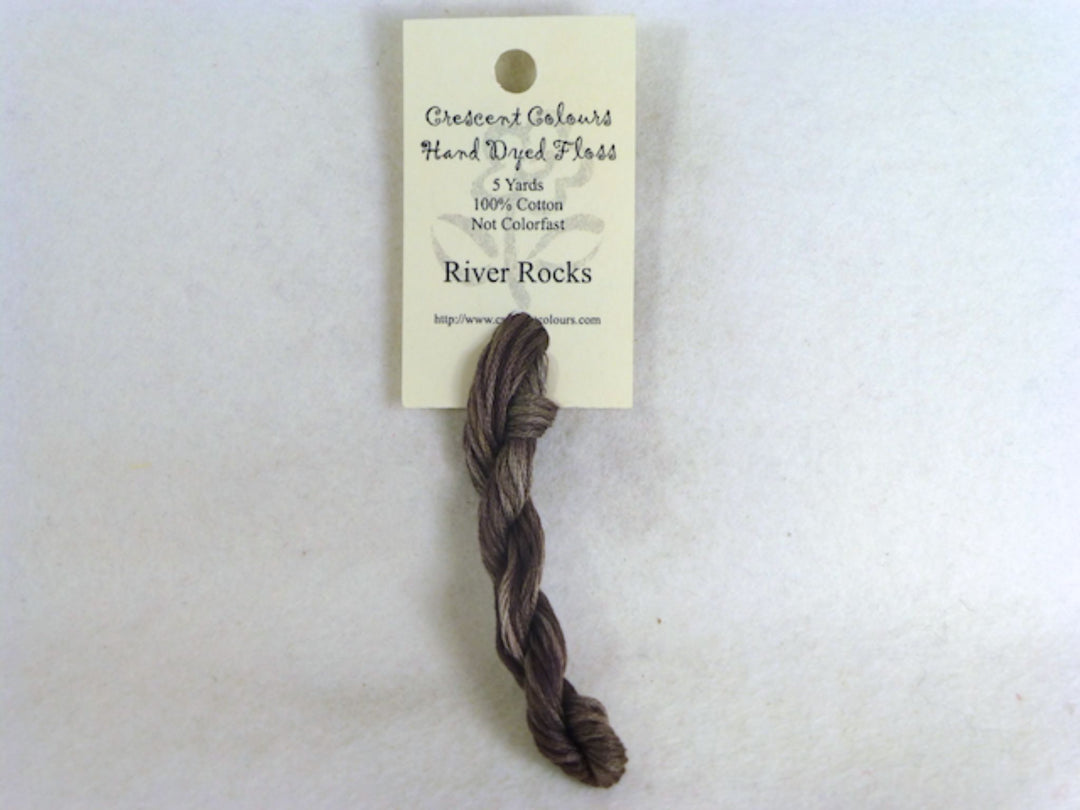 Crescent Colours
Hand Dyed Floss
5 Yards
100% Cotton
Not Colorfast
River Rocks